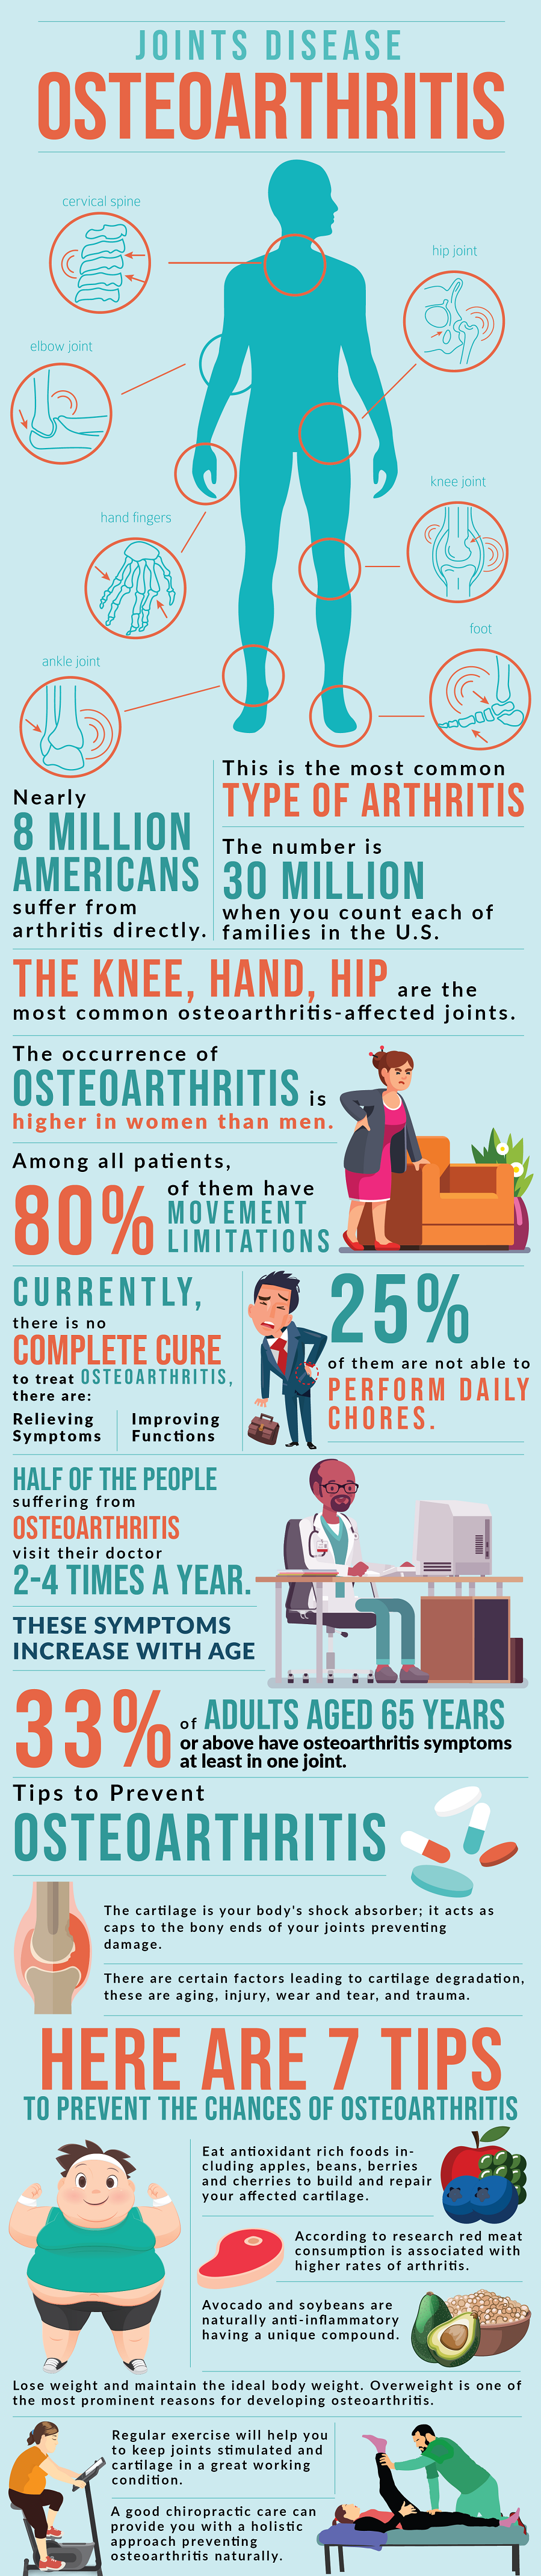 JOINTS DISEASE
OSTEOARTHRITIS
cervical spine
hip joint
elbow joint
knee joint
hand fingers
foot
ankle joint
Nearly
8 MILLION
AMERICANS
suffer from
arthritis directly.
This is the most common
TYPE OF ARTHRITIS
The number is
30 MILLION
when you count each of
families in the U.S.
THE KNEE, HAND, HIP are the
most common osteoarthritis-affected joints.
The occurrence of
OSTEOARTHRITIS is
higher in women than men.
Among all patients,
80% of them have
MOVEMENT
LIMITATIONS
CURRENTLY,
there is no
COMPLETE CURE
to treat OSTEOARTHRITIS,
there are:
Relieving
Symptoms
Improving
Functions
25%
of them are not able to
PERFORM DAILY
CHORES.
HALF OF THE PEOPLE
suffering from
OSTEOARTHRITIS
visit their doctor
2-4 TIMES A YEAR.
THESE SYMPTOMS
INCREASE WITH AGE
33% of ADULTS AGED 65 YEARS
or above have osteoarthritis symptoms
at least in one joint.
Tips to Prevent
OSTEOARTHRITIS
The cartilage is your body's shock absorber; it acts as
caps to the bony ends of your joints preventing
damage.
There are certain factors leading to cartilage degradation,
these are aging, injury, wear and tear, and trauma.
HERE ARE 7 TIPS
TO PREVENT THE CHANCES OF OSTEOARTHRITIS
Eat antioxidant rich foods in-
cluding apples, beans, berries
and cherries to build and repair
your affected cartilage.
According to research red meat
consumption is associated with
higher rates of arthritis.
Avocado and soybeans are
naturally anti-inflammatory
having a unique compound.
Lose weight and maintain the ideal body weight. Overweight is one of
the most prominent reasons for developing osteoarthritis.
Regular exercise will help you
to keep joints stimulated and
cartilage in a great working
condition.
A good chiropractic care can
provide you with a holistic
approach preventing
osteoarthritis naturally.